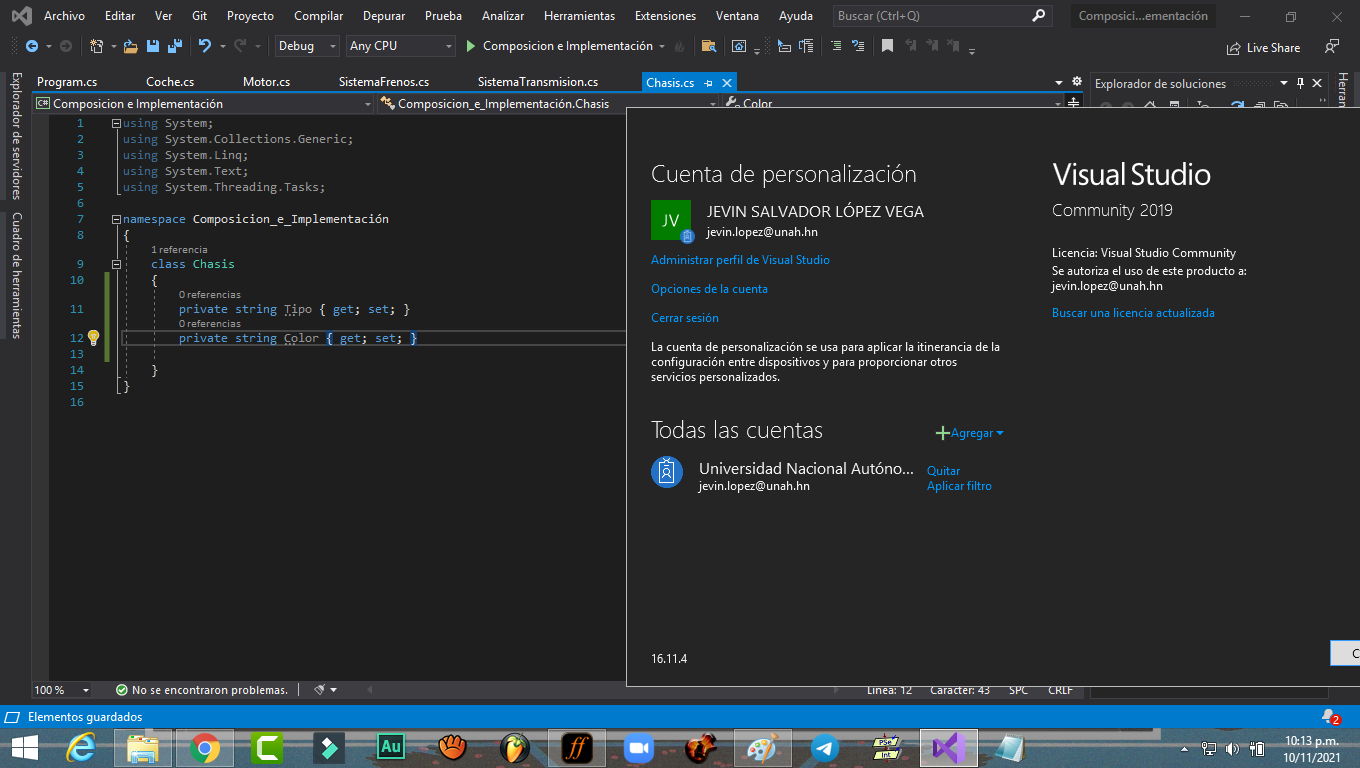 Archivo Editar Ver Git Proyecto Compilar Depurar Prueba Analizar Herramientas Extensiones Ventana Ayuda Buscar (Ctrl+Q) Composici...ementación
Debug Any CPU Composicion e Implementación Live Share
Program.cs Coche.cs Motor.cs SistemaFrenos.cs SistemaTransmision.cs Chasis.cs Explorador de soluciones
Composicion e Implementación Composicion_e_Implementación.Chasis Color
Explorador de servidores
Cuadro de herramientas
Herran
1 using System;
2 using System.Collections.Generic;
3 using System.Linq;
4 using System.Text;
5 using System.Threading.Tasks;
6
7 namespace Composicion_e_Implementación
8 {
1 referencia
9 class Chasis
10 {
0 referencias
11 private string Tipo { get; set; }
0 referencias
12 private string Color { get; set; }
13
14 }
15 }
16
Cuenta de personalización
JV
JEVIN SALVADOR LÓPEZ VEGA
jevin.lopez@unah.hn
Administrar perfil de Visual Studio
Opciones de la cuenta
Cerrar sesión
La cuenta de personalización se usa para aplicar la itinerancia de la
configuración entre dispositivos y para proporcionar otros
servicios personalizados.
Todas las cuentas
Agregar
Universidad Nacional Autóno...
jevin.lopez@unah.hn
Quitar
Aplicar filtro
16.11.4
Visual Studio
Community 2019
Licencia: Visual Studio Community
Se autoriza el uso de este producto a:
jevin.lopez@unah.hn
Buscar una licencia actualizada
C
100 % No se encontraron problemas. Línea: 12 Carácter: 43 SPC CRLF
Elementos guardados 2
Au ff PSe Int
10:13 p.m.
10/11/2021